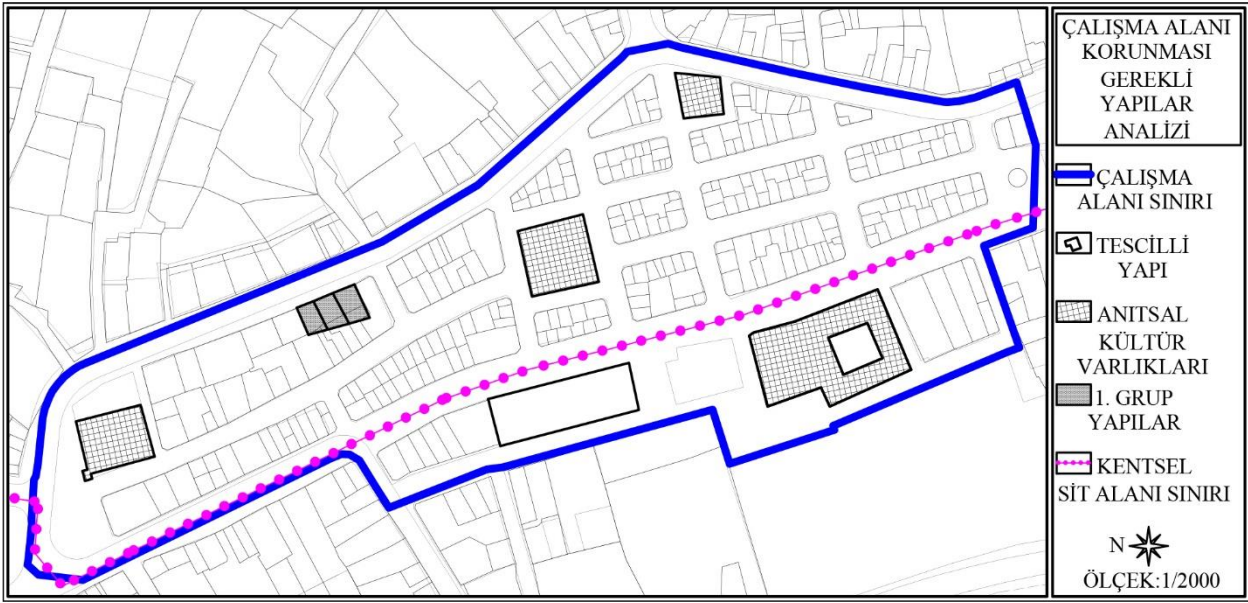 ÇALIŞMA ALANI
KORUNMASI
GEREKLİ
YAPILAR
ANALİZİ
ÇALIŞMA
ALANI SINIRI
TESCİLLİ
YAPI
ANITSAL
KÜLTÜR
VARLIKLARI
1. GRUP
YAPILAR
KENTSEL
SİT ALANI SINIRI
N
ÖLÇEK:1/2000